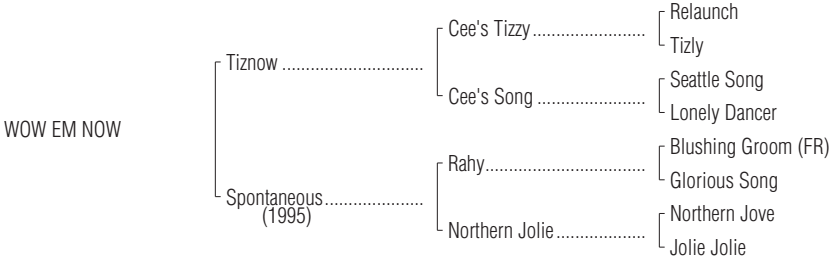 Relaunch
Cee's Tizzy........................
Tizly
Tiznow ..............................
Seattle Song
Cee's Song .......................
Lonely Dancer
WOW EM NOW
Blushing Groom (FR)
Rahy..................................
Glorious Song
Spontaneous.....................
(1995)
Northern Jove
Northern Jolie...................
Jolie Jolie